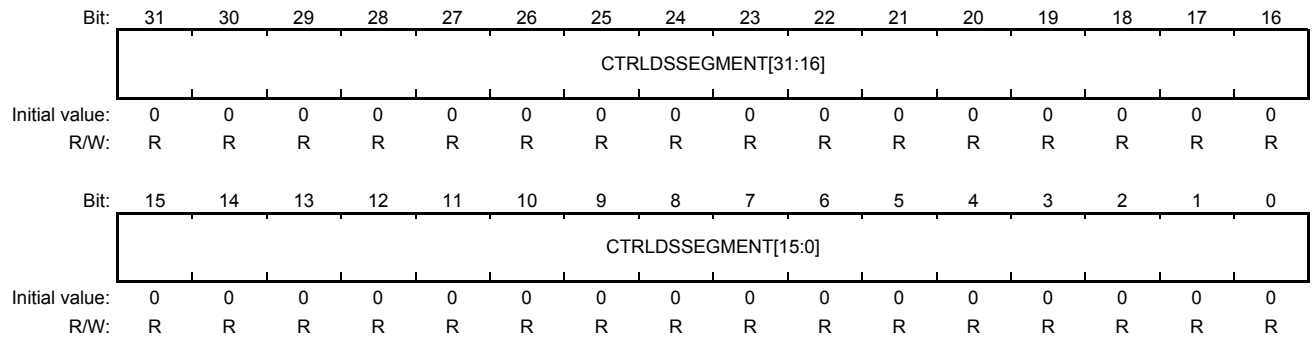 Bit: 31 30 29 28 27 26 25 24 23 22 21 20 19 18 17 16
CTRLDSSEGMENT[31:16]
Initial value: 0 0 0 0 0 0 0 0 0 0 0 0 0 0 0 0
R/W: R R R R R R R R R R R R R R R R
Bit: 15 14 13 12 11 10 9 8 7 6 5 4 3 2 1 0
CTRLDSSEGMENT[15:0]
Initial value: 0 0 0 0 0 0 0 0 0 0 0 0 0 0 0 0
R/W: R R R R R R R R R R R R R R R R